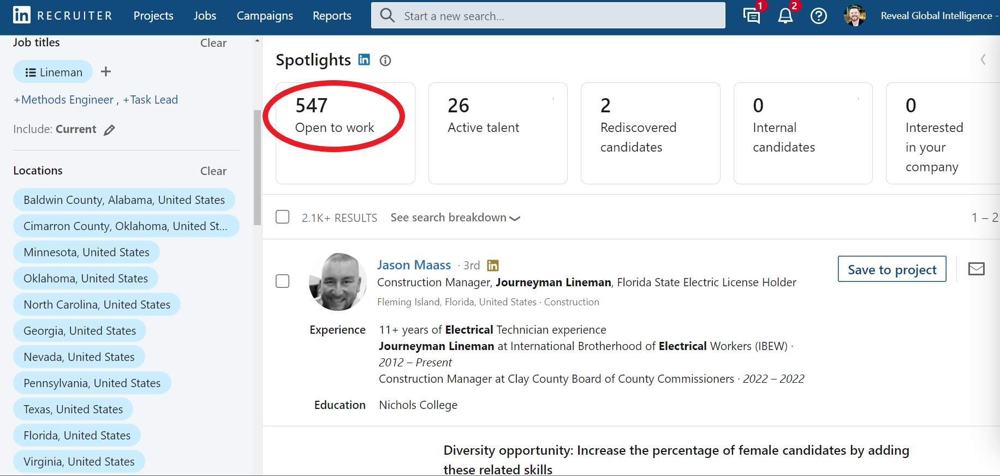 in RECRUITER Projects Jobs Campaigns Reports Start a new search... 1 2 Reveal Global Intelligence -
Job titles Clear
Lineman +
+Methods Engineer , +Task Lead
Include: Current
Locations Clear
Baldwin County, Alabama, United States
Cimarron County, Oklahoma, United St...
Minnesota, United States
Oklahoma, United States
North Carolina, United States
Georgia, United States
Nevada, United States
Pennsylvania, United States
Texas, United States
Florida, United States
Virginia, United States
Spotlights in
547
Open to work
26
Active talent
2
Rediscovered
candidates
0
Internal
candidates
0
Interested
in your
company
2.1K+ RESULTS See search breakdown 1 – 2
Jason Maass · 3rd in
Construction Manager, Journeyman Lineman, Florida State Electric License Holder
Fleming Island, Florida, United States · Construction
Save to project
Experience 11+ years of Electrical Technician experience
Journeyman Lineman at International Brotherhood of Electrical Workers (IBEW) ·
2012 – Present
Construction Manager at Clay County Board of County Commissioners · 2022 – 2022
Education Nichols College
Diversity opportunity: Increase the percentage of female candidates by adding
these related skills